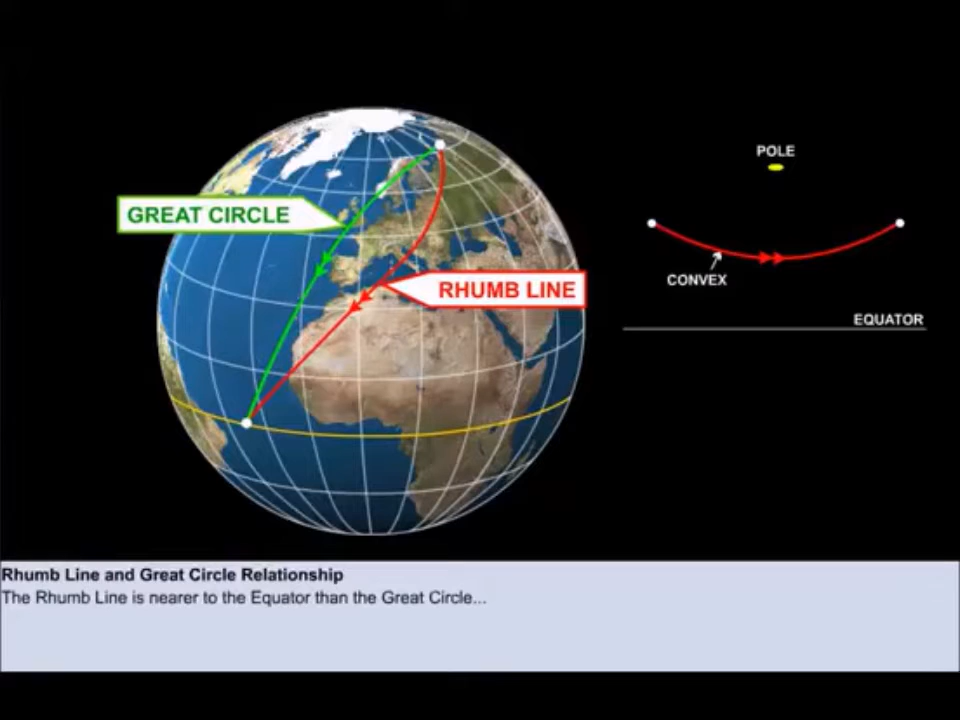 POLE
GREAT CIRCLE
CONVEX
RHUMB LINE
EQUATOR
Rhumb Line and Great Circle Relationship
The Rhumb Line is nearer to the Equator than the Great Circle...